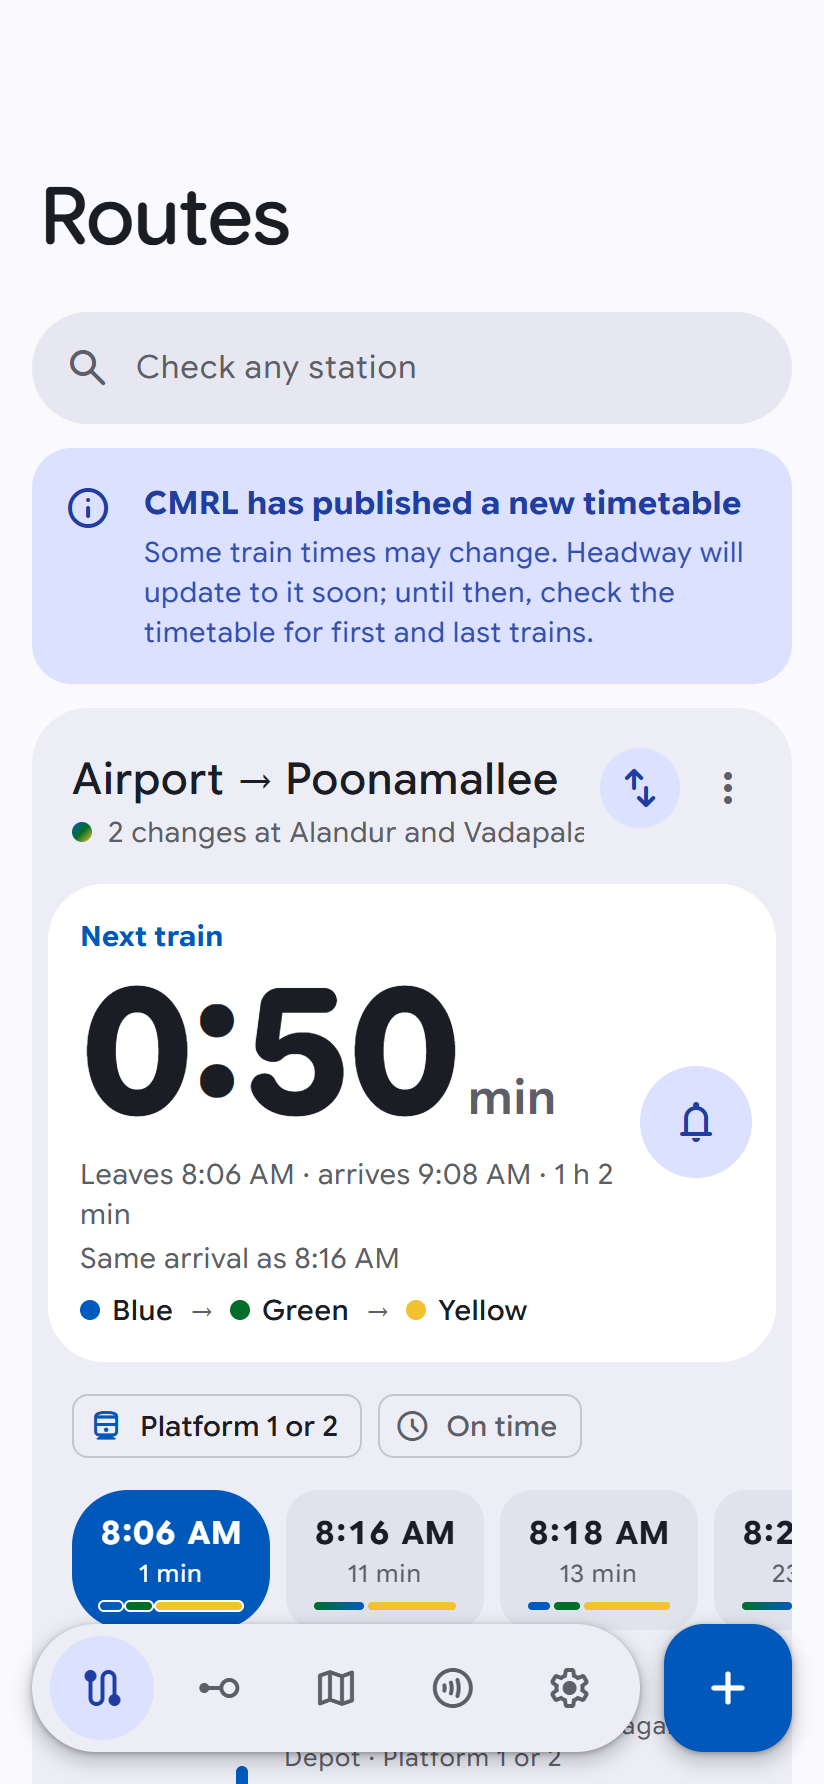 Routes
Check any station
CMRL has published a new timetable
Some train times may change. Headway will
update to it soon; until then, check the
timetable for first and last trains.
Airport → Poonamallee
2 changes at Alandur and Vadapala
Next train
0:50 min
Leaves 8:06 AM · arrives 9:08 AM · 1 h 2
min
Same arrival as 8:16 AM
Blue → Green → Yellow
Platform 1 or 2
On time
8:06 AM 8:16 AM 8:18 AM 8:2
1 min 11 min 13 min 23
Depot · Platform 1 or 2